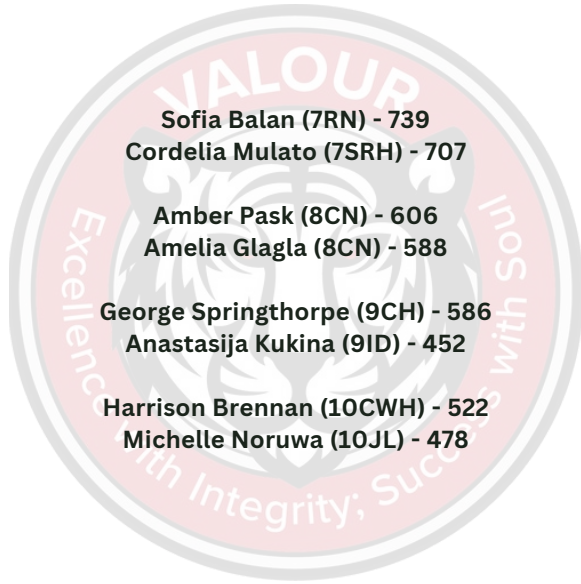 VALOUR
Sofia Balan (7RN) - 739
Cordelia Mulato (7SRH) - 707
Amber Pask (8CN) - 606
Amelia Glagla (8CN) - 588
George Springthorpe (9CH) - 586
Anastasija Kukina (9ID) - 452
Harrison Brennan (10CWH) - 522
Michelle Noruwa (10JL) - 478
Excellence with Integrity; Success with Soul